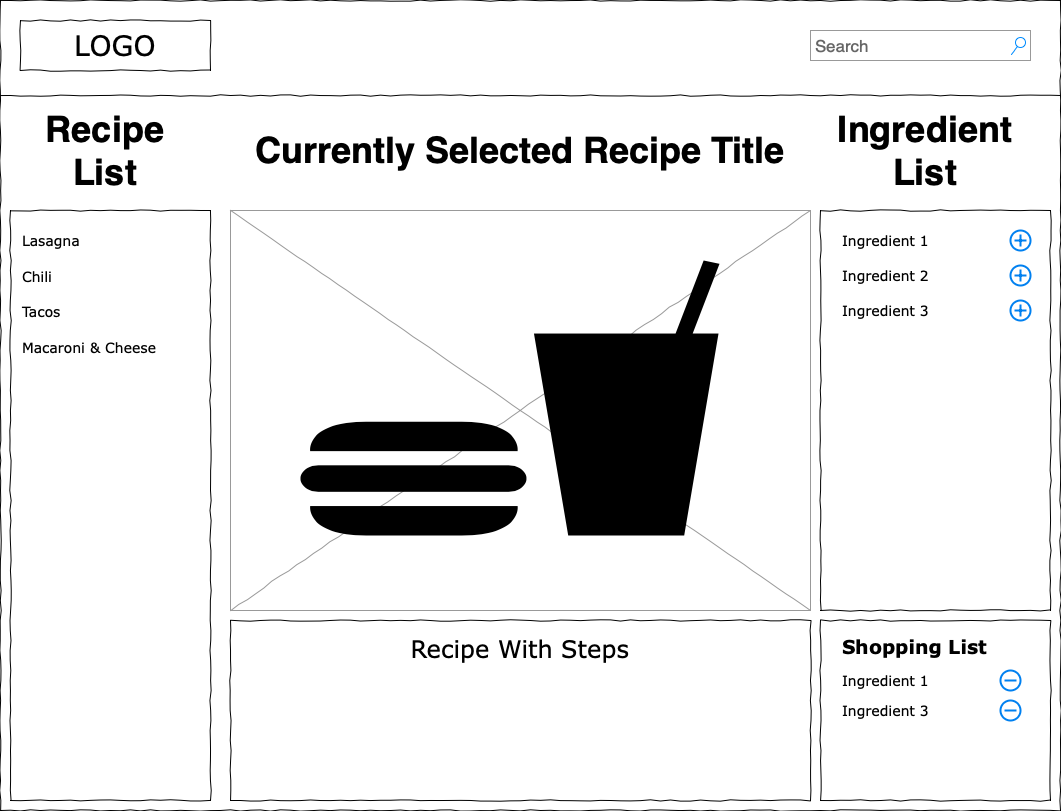 LOGO
Search
Recipe
List
Currently Selected Recipe Title
Ingredient
List
Lasagna
Chili
Tacos
Macaroni & Cheese
Ingredient 1
Ingredient 2
Ingredient 3
Recipe With Steps
Shopping List
Ingredient 1
Ingredient 3